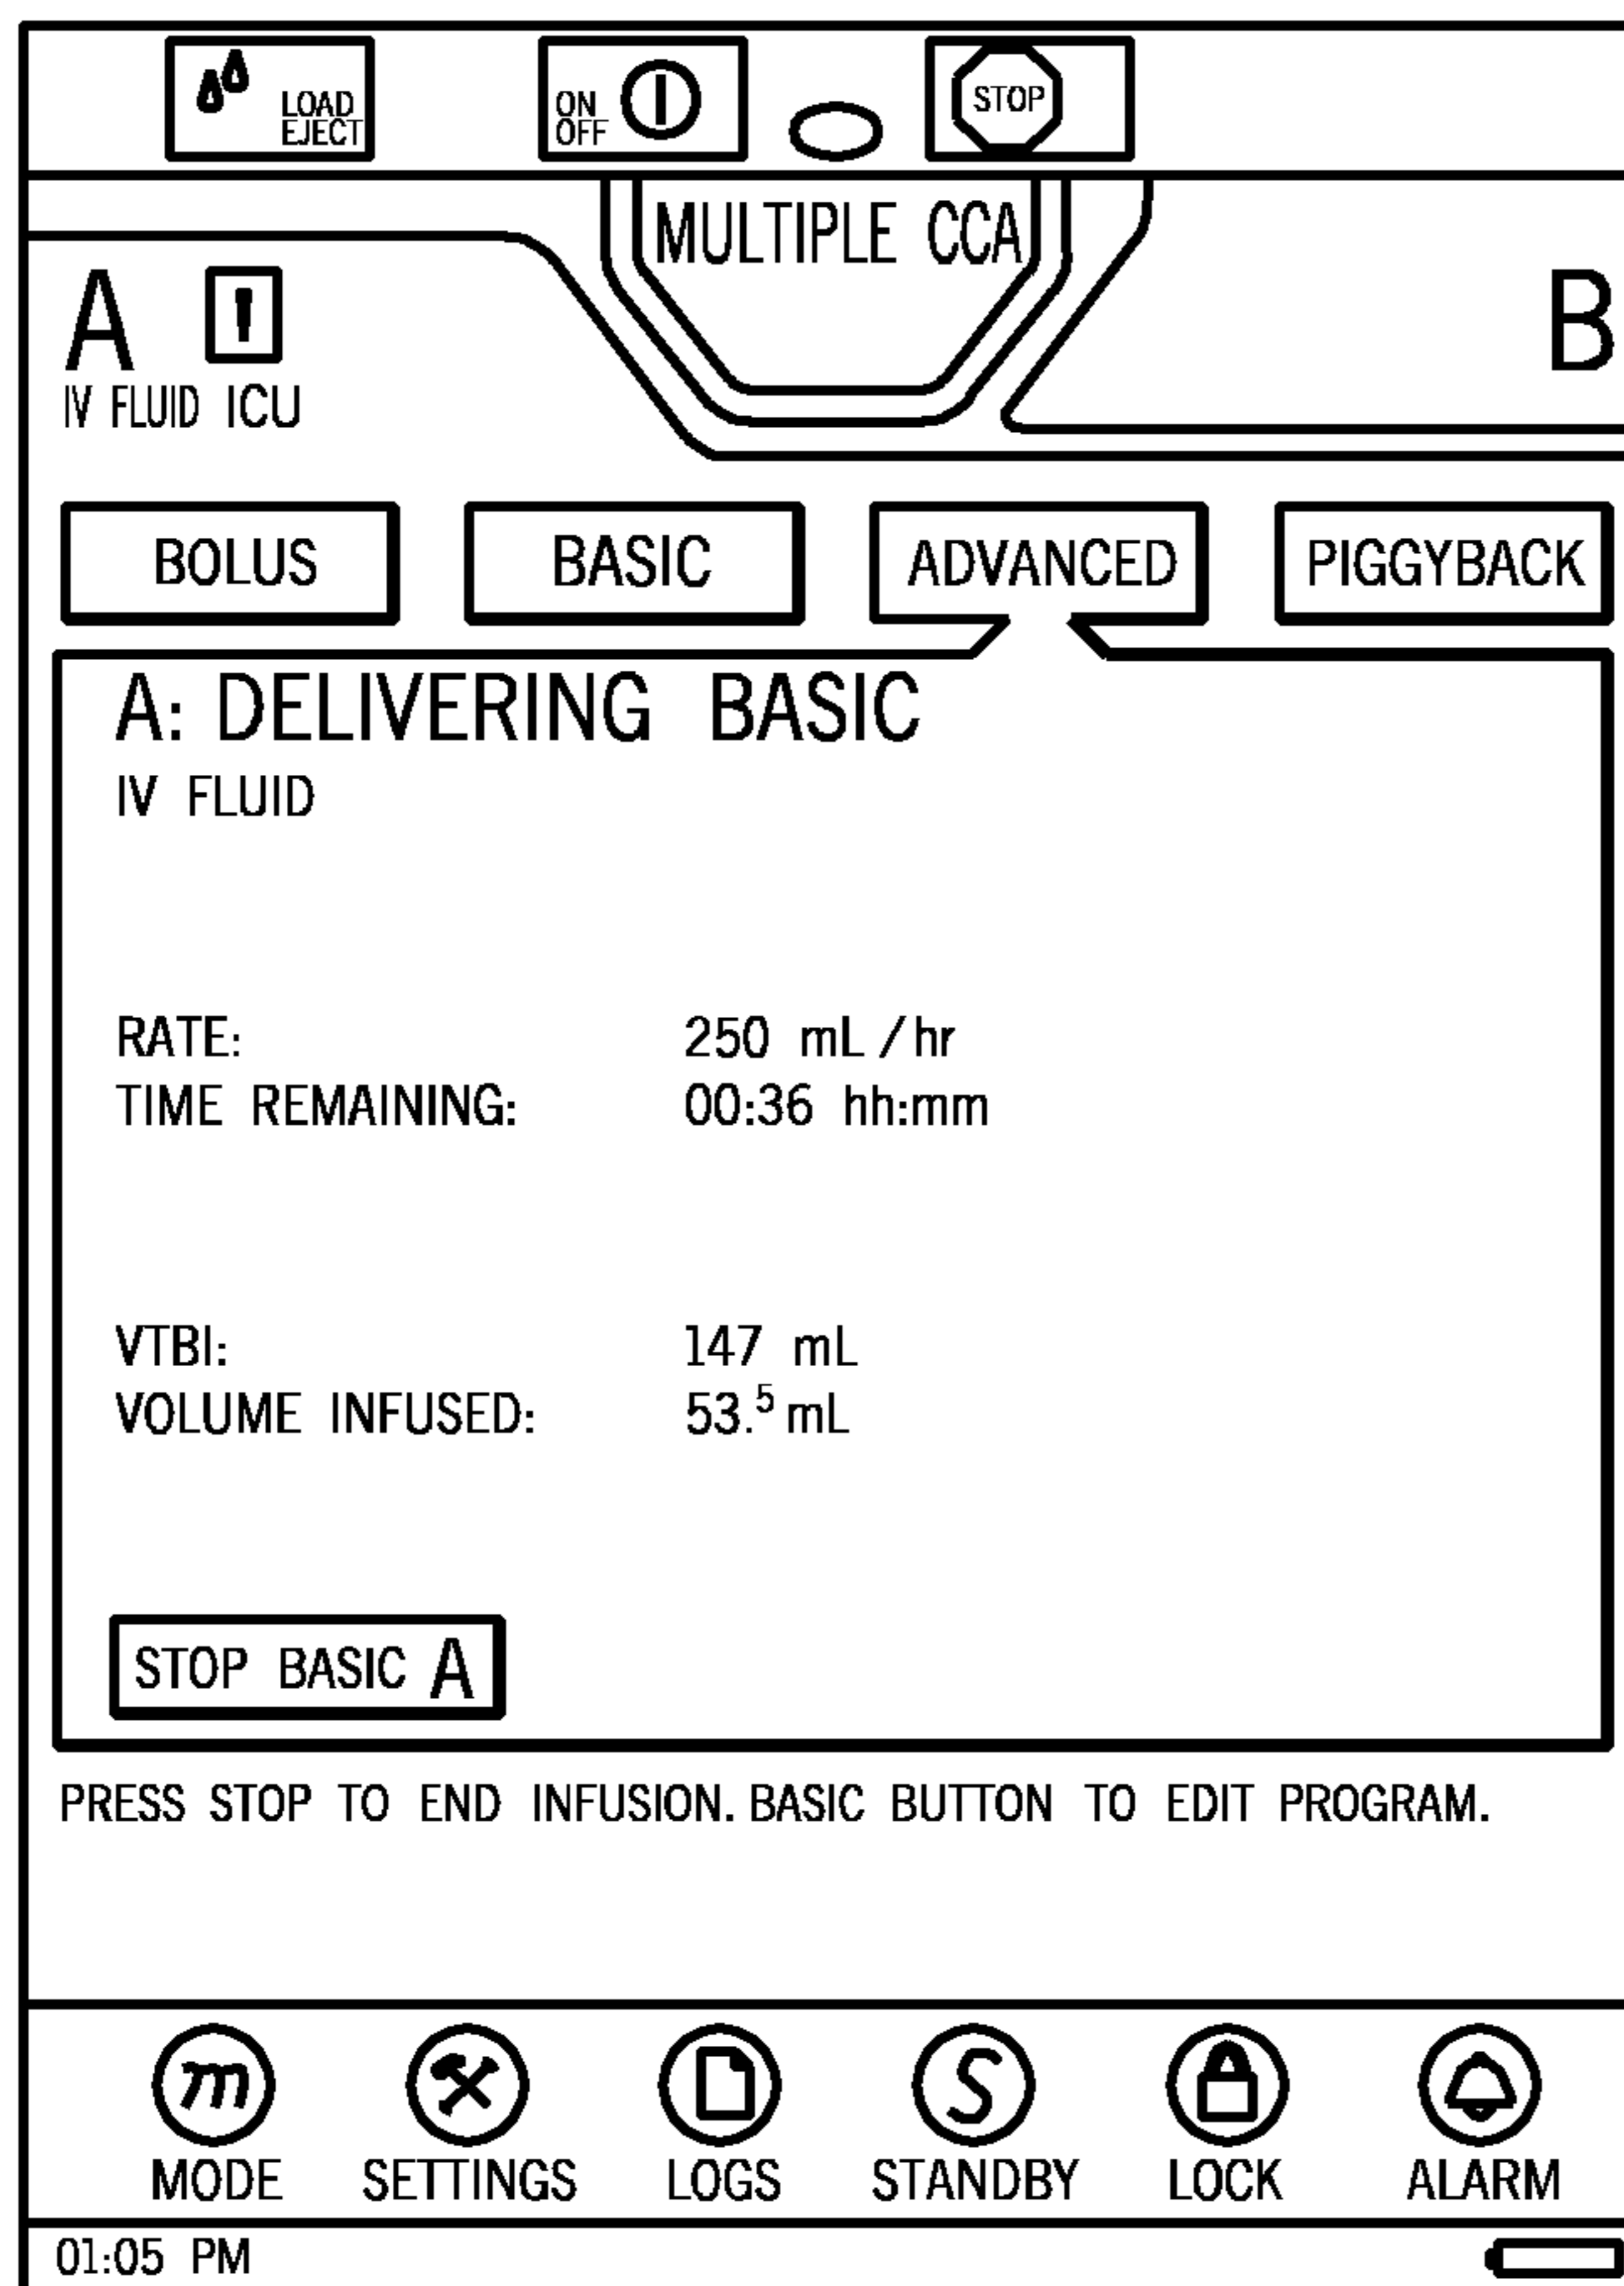 LOAD
EJECT
ON
OFF
STOP
MULTIPLE CCA
A
B
IV FLUID ICU
BOLUS
BASIC
ADVANCED
PIGGYBACK
A: DELIVERING BASIC
IV FLUID
RATE: 250 mL/hr
TIME REMAINING: 00:36 hh:mm
VTBI: 147 mL
VOLUME INFUSED: 53.⁵ mL
STOP BASIC A
PRESS STOP TO END INFUSION. BASIC BUTTON TO EDIT PROGRAM.
m
S
MODE
SETTINGS
LOGS
STANDBY
LOCK
ALARM
01:05 PM